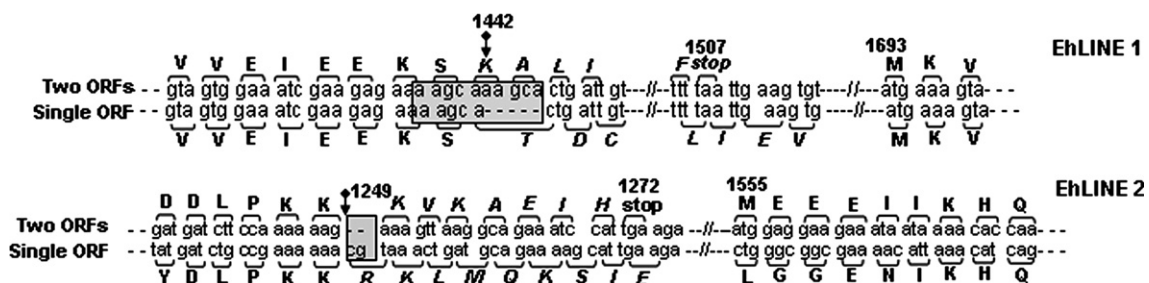 1442
1507
1693
EhLINE 1
V V E I E E K S K A L I F stop M K V
Two ORFs - - - gta gtg gaa atc gaa gag aaa agc aaa gca ctg att gt---//-- ttt taa ttg aag tgt----//---atg aaa gta- - -
Single ORF - - - gta gtg gaa atc gaa gag aaa agca- - - - -ctg att gt---//-- ttt taa ttg aag tg ----//---atg aaa gta- - -
V V E I E E K S T D C L I E V M K V
1249
1272
1555
EhLINE 2
D D L P K K K V K A E I H stop M E E E I I K H Q
Two ORFs - - gat gat ctt cca aaa aag - - aaa gtt aag gca gaa atc cat tga aga --//-- atg gag gaa gaa ata ata aaa cac caa - -
Single ORF - - tat gat ctg ccg aaa aaa cg taa act gat gca gaa aag cat tga aga --//-- ctg ggc ggc gaa aac att aaa cat cag- -
Y D L P K K R K L M Q K S I E L G G E N I K H Q